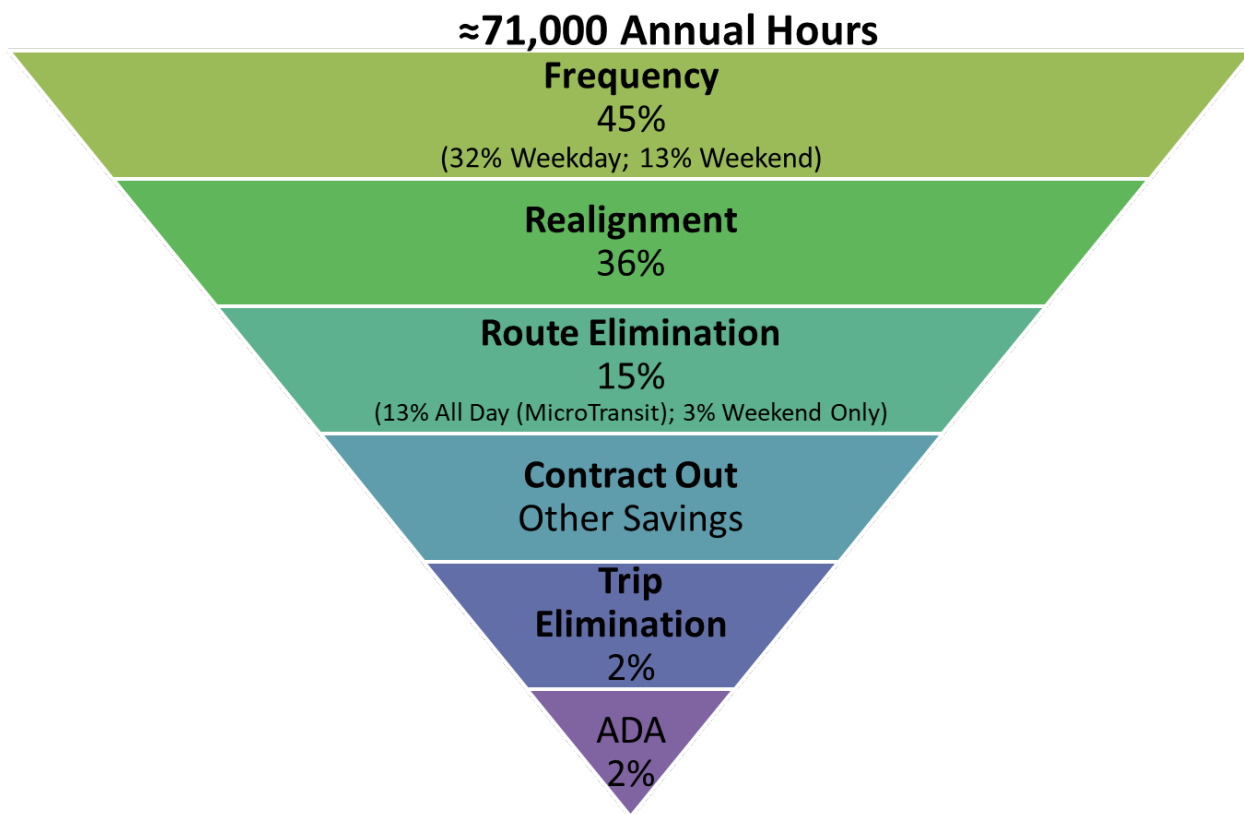 ≈71,000 Annual Hours
Frequency
45%
(32% Weekday; 13% Weekend)
Realignment
36%
Route Elimination
15%
(13% All Day (MicroTransit); 3% Weekend Only)
Contract Out
Other Savings
Trip
Elimination
2%
ADA
2%